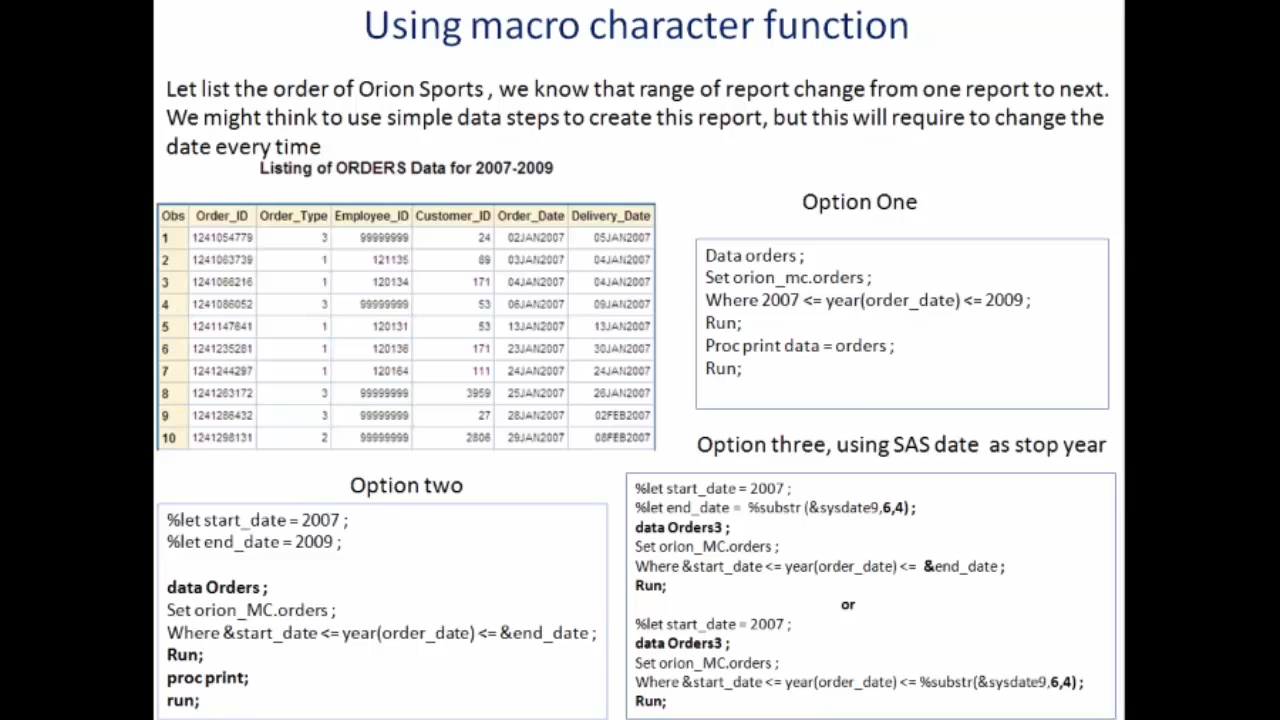 Using macro character function
Let list the order of Orion Sports , we know that range of report change from one report to next.
We might think to use simple data steps to create this report, but this will require to change the
date every time
Listing of ORDERS Data for 2007-2009
Obs Order_ID Order_Type Employee_ID Customer_ID Order_Date Delivery_Date
1 1241054779 3 99999999 24 02JAN2007 05JAN2007
2 1241063739 1 121135 89 03JAN2007 04JAN2007
3 1241066216 1 120134 171 04JAN2007 04JAN2007
4 1241086052 3 99999999 53 06JAN2007 09JAN2007
5 1241147641 1 120131 53 13JAN2007 13JAN2007
6 1241235281 1 120136 171 23JAN2007 30JAN2007
7 1241244297 1 120164 111 24JAN2007 24JAN2007
8 1241263172 3 99999999 3959 25JAN2007 26JAN2007
9 1241286432 3 99999999 27 28JAN2007 02FEB2007
10 1241298131 2 99999999 2806 29JAN2007 08FEB2007
Option One
Data orders ;
Set orion_mc.orders ;
Where 2007 <= year(order_date) <= 2009 ;
Run;
Proc print data = orders ;
Run;
Option two
%let start_date = 2007 ;
%let end_date = 2009 ;
data Orders ;
Set orion_MC.orders ;
Where &start_date <= year(order_date) <= &end_date ;
Run;
proc print;
run;
Option three, using SAS date as stop year
%let start_date = 2007 ;
%let end_date = %substr (&sysdate9,6,4) ;
data Orders3 ;
Set orion_MC.orders ;
Where &start_date <= year(order_date) <= &end_date ;
Run;
or
%let start_date = 2007 ;
data Orders3 ;
Set orion_MC.orders ;
Where &start_date <= year(order_date) <= %substr(&sysdate9,6,4) ;
Run;